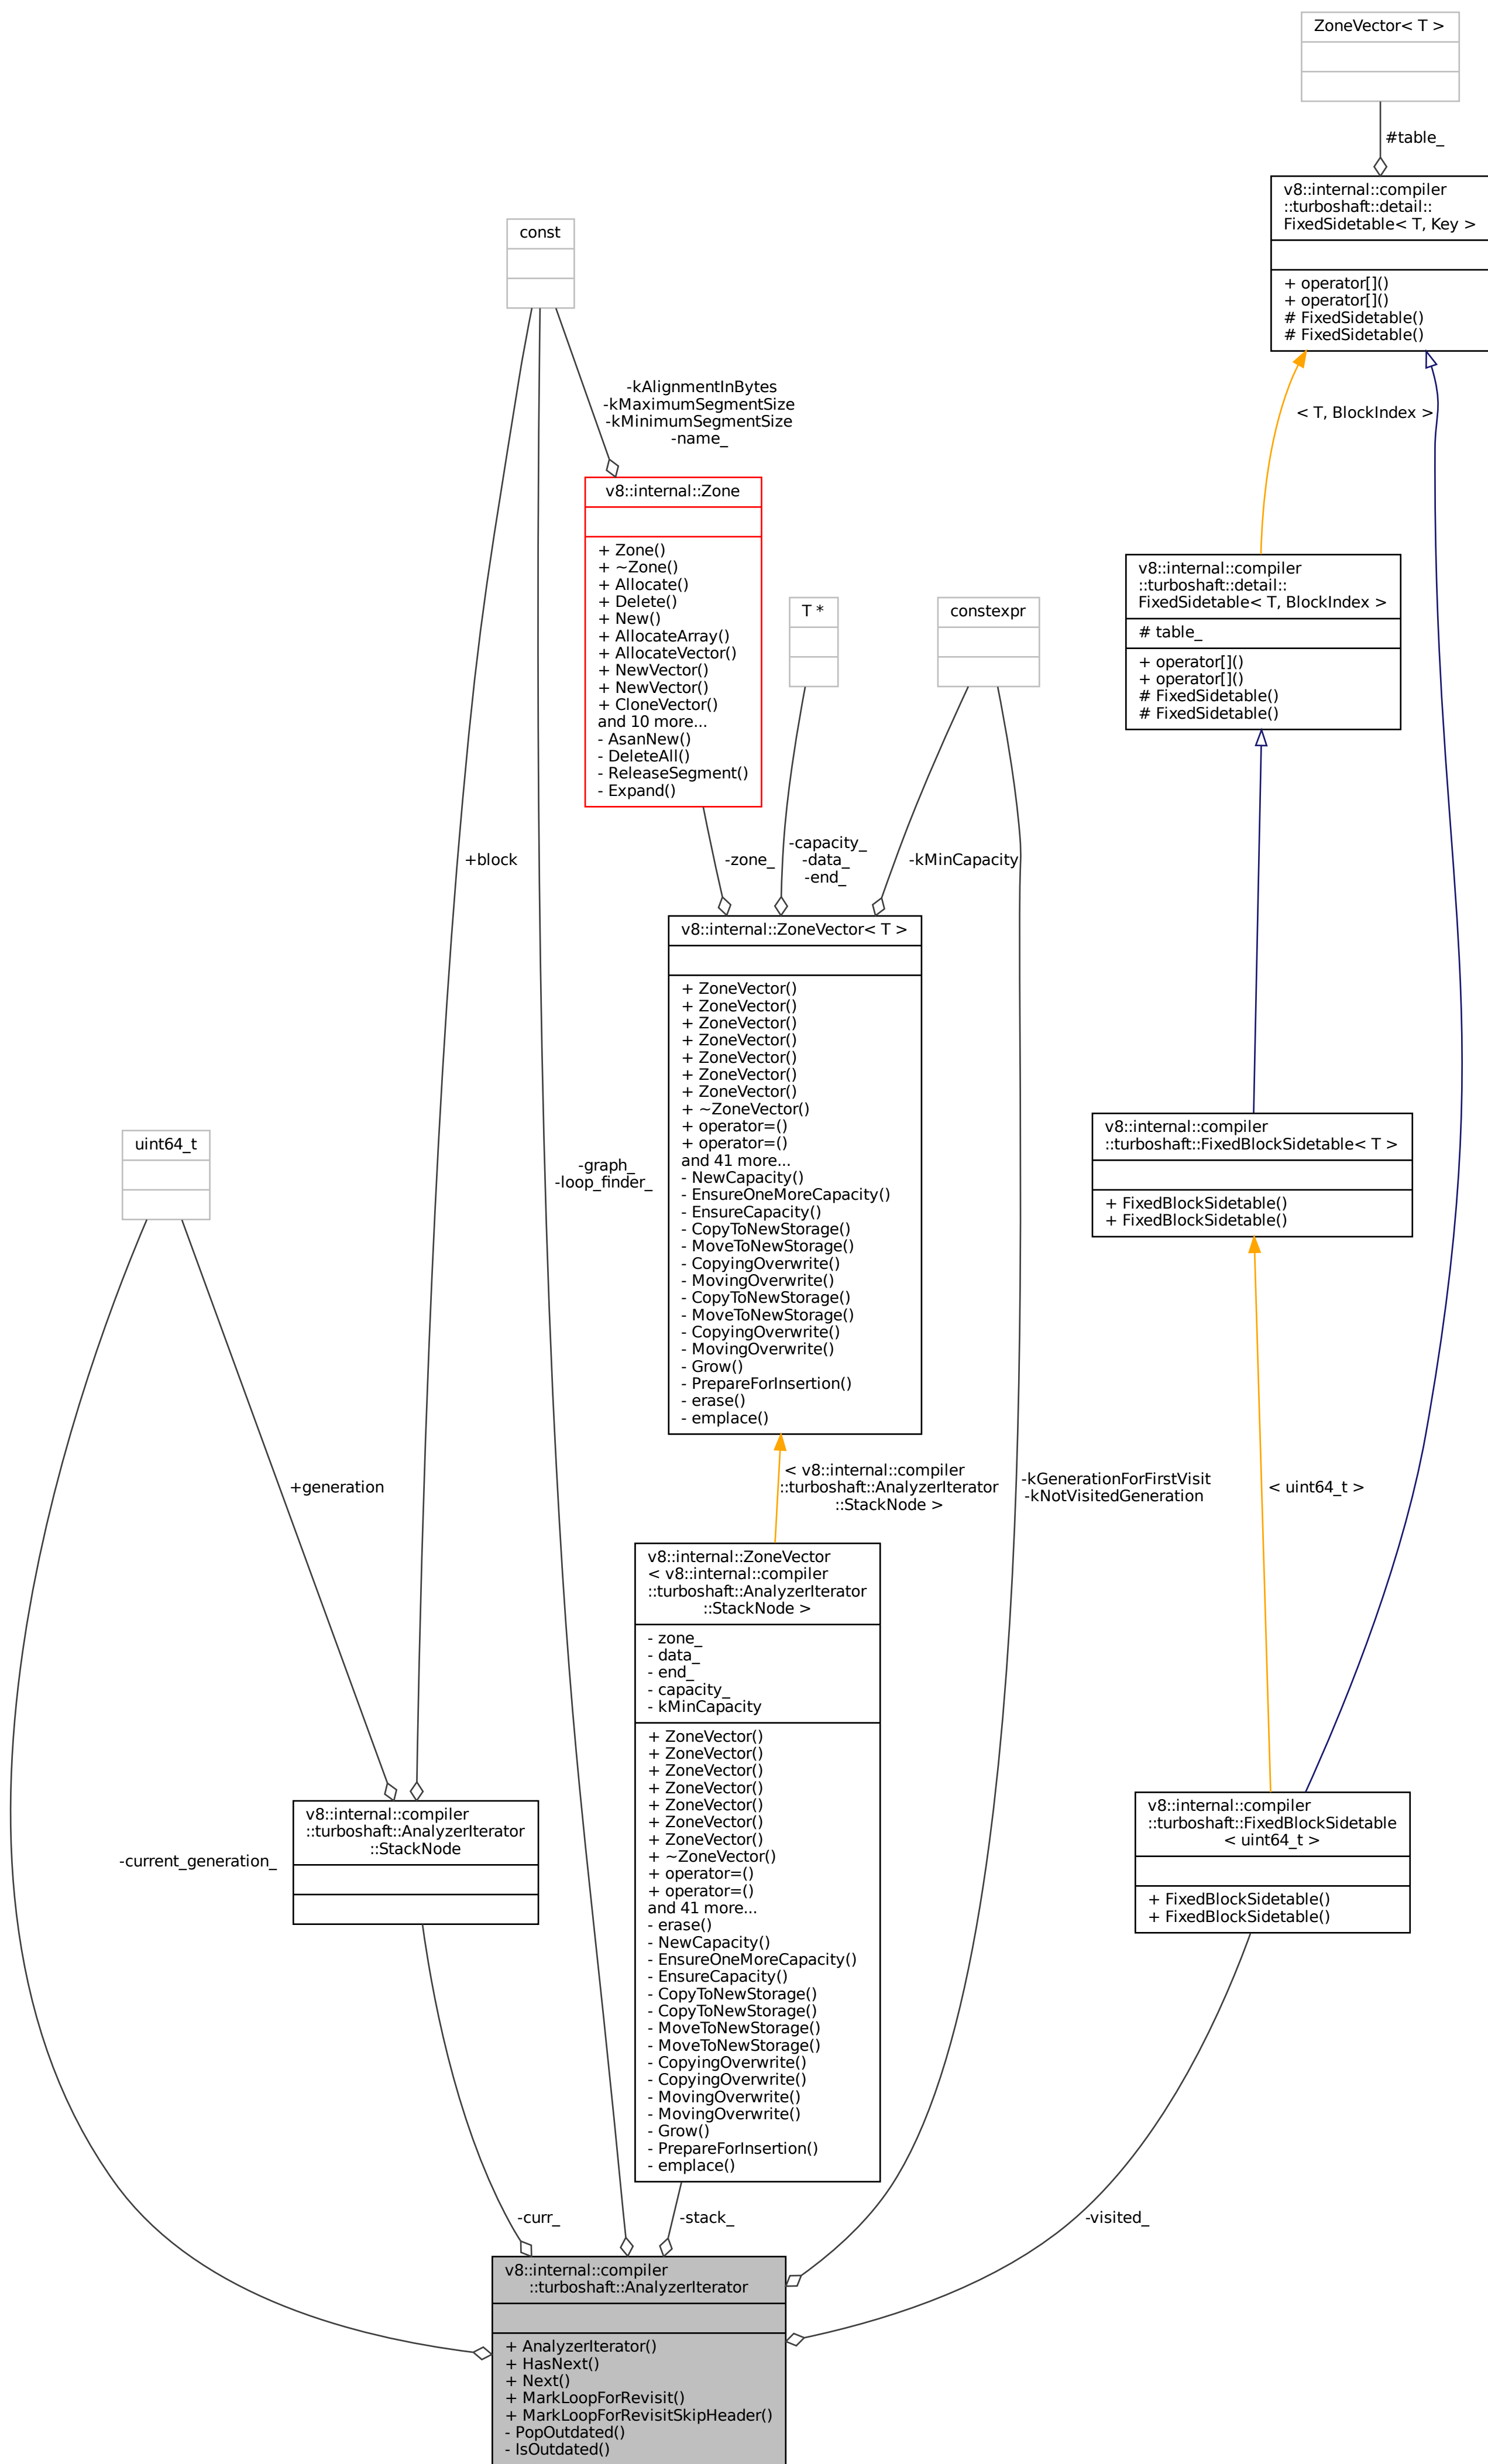 ZoneVector< T >
#table_
v8::internal::compiler
::turboshaft::detail::
FixedSidetable< T, Key >
+ operator[]()
+ operator[]()
# FixedSidetable()
# FixedSidetable()
const
-kAlignmentInBytes
-kMaximumSegmentSize
-kMinimumSegmentSize
-name_
< T, BlockIndex >
v8::internal::Zone
+ Zone()
+ ~Zone()
+ Allocate()
+ Delete()
+ New()
+ AllocateArray()
+ AllocateVector()
+ NewVector()
+ NewVector()
+ CloneVector()
and 10 more...
- AsanNew()
- DeleteAll()
- ReleaseSegment()
- Expand()
T *
constexpr
v8::internal::compiler
::turboshaft::detail::
FixedSidetable< T, BlockIndex >
# table_
+ operator[]()
+ operator[]()
# FixedSidetable()
# FixedSidetable()
+block
-zone_
-capacity_
-data_
-end_
-kMinCapacity
v8::internal::ZoneVector< T >
+ ZoneVector()
+ ZoneVector()
+ ZoneVector()
+ ZoneVector()
+ ZoneVector()
+ ZoneVector()
+ ZoneVector()
+ ~ZoneVector()
+ operator=()
+ operator=()
and 41 more...
- NewCapacity()
- EnsureOneMoreCapacity()
- EnsureCapacity()
- CopyToNewStorage()
- MoveToNewStorage()
- CopyingOverwrite()
- MovingOverwrite()
- CopyToNewStorage()
- MoveToNewStorage()
- CopyingOverwrite()
- MovingOverwrite()
- Grow()
- PrepareForInsertion()
- erase()
- emplace()
uint64_t
-graph_
-loop_finder_
v8::internal::compiler
::turboshaft::FixedBlockSidetable< T >
+ FixedBlockSidetable()
+ FixedBlockSidetable()
+generation
< v8::internal::compiler
::turboshaft::AnalyzerIterator
::StackNode >
-kGenerationForFirstVisit
-kNotVisitedGeneration
< uint64_t >
v8::internal::ZoneVector
< v8::internal::compiler
::turboshaft::AnalyzerIterator
::StackNode >
- zone_
- data_
- end_
- capacity_
- kMinCapacity
+ ZoneVector()
+ ZoneVector()
+ ZoneVector()
+ ZoneVector()
+ ZoneVector()
+ ZoneVector()
+ ZoneVector()
+ ~ZoneVector()
+ operator=()
+ operator=()
and 41 more...
- erase()
- NewCapacity()
- EnsureOneMoreCapacity()
- EnsureCapacity()
- CopyToNewStorage()
- CopyToNewStorage()
- MoveToNewStorage()
- MoveToNewStorage()
- CopyingOverwrite()
- CopyingOverwrite()
- MovingOverwrite()
- MovingOverwrite()
- Grow()
- PrepareForInsertion()
- emplace()
-current_generation_
v8::internal::compiler
::turboshaft::AnalyzerIterator
::StackNode
v8::internal::compiler
::turboshaft::FixedBlockSidetable
< uint64_t >
+ FixedBlockSidetable()
+ FixedBlockSidetable()
-curr_
-stack_
-visited_
v8::internal::compiler
::turboshaft::AnalyzerIterator
+ AnalyzerIterator()
+ HasNext()
+ Next()
+ MarkLoopForRevisit()
+ MarkLoopForRevisitSkipHeader()
- PopOutdated()
- IsOutdated()